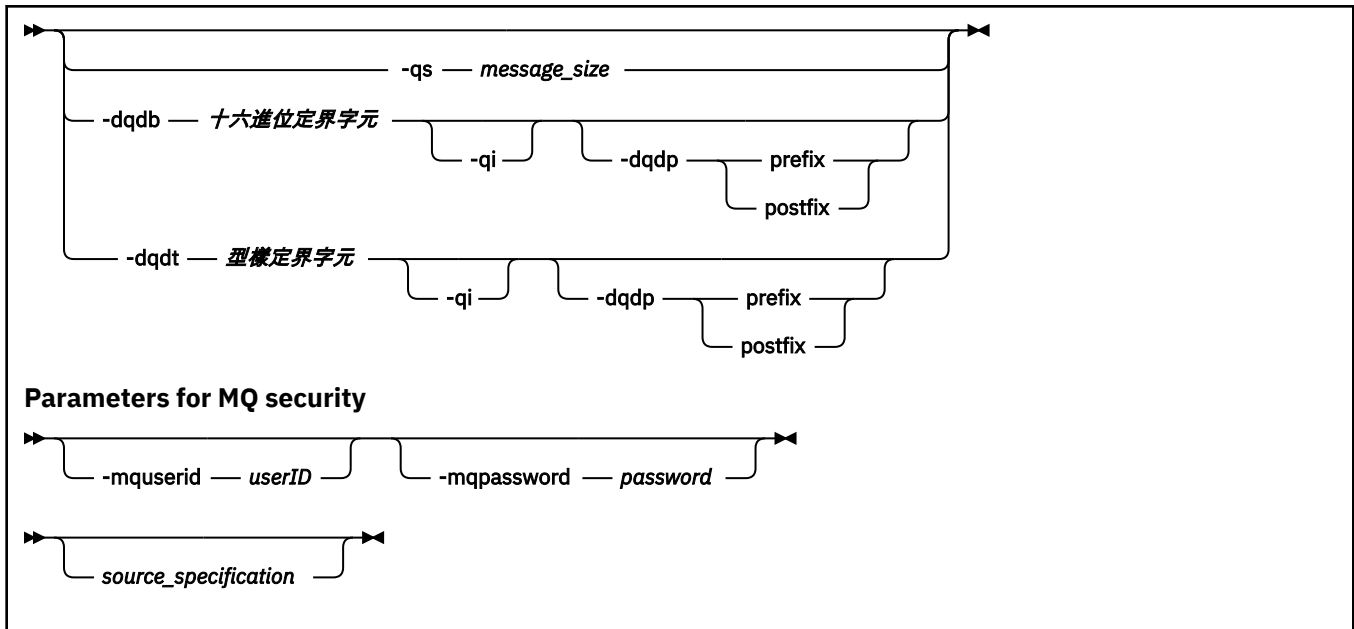 -qs message_size
-dqdb 十六進位定界字元
-qi -dqdp prefix
postfix
-dqdt 型樣定界字元
-qi -dqdp prefix
postfix
Parameters for MQ security
-mquserid userID -mqpassword password
source_specification